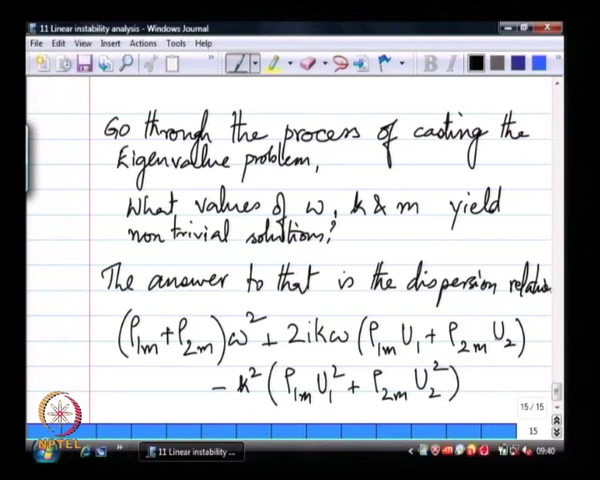 11 Linear instability analysis - Windows Journal
File Edit View Insert Actions Tools Help
B I
Go through the process of casting the
Eigenvalue problem,
What values of ω, k & m yield
non trivial solutions?
The answer to that is the dispersion relation
(ρ₁ₘ + ρ₂ₘ) ω² + 2ikω (ρ₁ₘ U₁ + ρ₂ₘ U₂)
- k² (ρ₁ₘ U₁² + ρ₂ₘ U₂²)
15 / 15
15
NPTEL
11 Linear instability ...
09:40